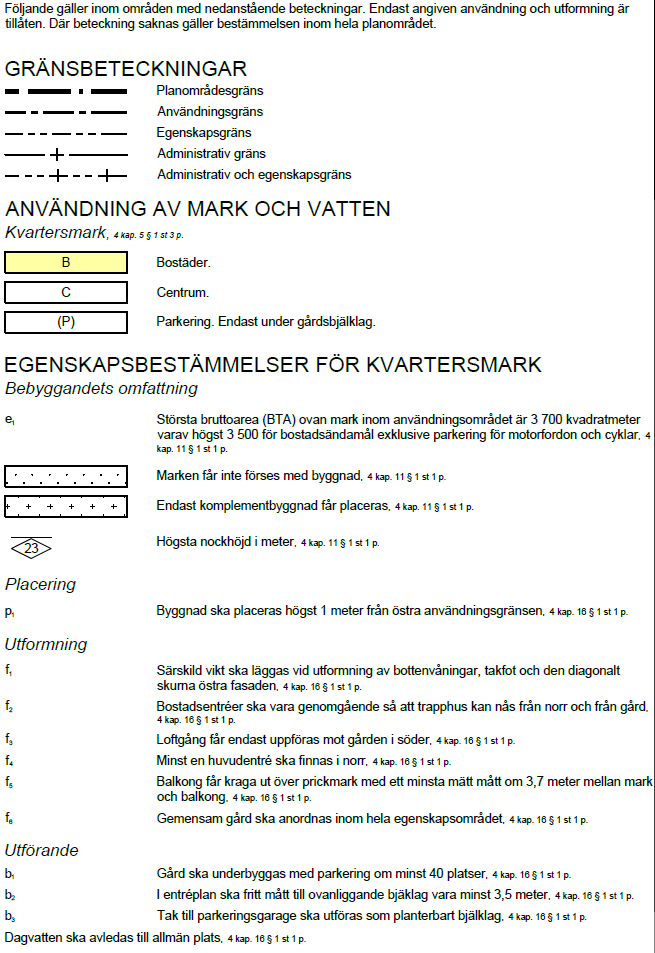 Följande gäller inom områden med nedanstående beteckningar. Endast angiven användning och utformning är
tillåten. Där beteckning saknas gäller bestämmelsen inom hela planområdet.
GRÄNSBETECKNINGAR
Planområdesgräns
Användningsgräns
Egenskapsgräns
Administrativ gräns
Administrativ och egenskapsgräns
ANVÄNDNING AV MARK OCH VATTEN
Kvartersmark, 4 kap. 5 § 1 st 3 p.
B Bostäder.
C Centrum.
(P) Parkering. Endast under gårdsbjälklag.
EGENSKAPSBESTÄMMELSER FÖR KVARTERSMARK
Bebyggandets omfattning
e₁ Största bruttoarea (BTA) ovan mark inom användningsområdet är 3 700 kvadratmeter
varav högst 3 500 för bostadsändamål exklusive parkering för motorfordon och cyklar, 4
kap. 11 § 1 st 1 p.
Marken får inte förses med byggnad, 4 kap. 11 § 1 st 1 p.
Endast komplementbyggnad får placeras, 4 kap. 11 § 1 st 1 p.
23 Högsta nockhöjd i meter, 4 kap. 11 § 1 st 1 p.
Placering
p₁ Byggnad ska placeras högst 1 meter från östra användningsgränsen, 4 kap. 16 § 1 st 1 p.
Utformning
f₁ Särskild vikt ska läggas vid utformning av bottenvåningar, takfot och den diagonalt
skurna östra fasaden, 4 kap. 16 § 1 st 1 p.
f₂ Bostadsentréer ska vara genomgående så att trapphus kan nås från norr och från gård,
4 kap. 16 § 1 st 1 p.
f₃ Loftgång får endast uppföras mot gården i söder, 4 kap. 16 § 1 st 1 p.
f₄ Minst en huvudentré ska finnas i norr, 4 kap. 16 § 1 st 1 p.
f₅ Balkong får kraga ut över prickmark med ett minsta mätt mått om 3,7 meter mellan mark
och balkong, 4 kap. 16 § 1 st 1 p.
f₆ Gemensam gård ska anordnas inom hela egenskapsområdet, 4 kap. 16 § 1 st 1 p.
Utförande
b₁ Gård ska underbyggas med parkering om minst 40 platser, 4 kap. 16 § 1 st 1 p.
b₂ I entréplan ska fritt mått till ovanliggande bjäklag vara minst 3,5 meter, 4 kap. 16 § 1 st 1 p.
b₃ Tak till parkeringsgarage ska utföras som planterbart bjälklag, 4 kap. 16 § 1 st 1 p.
Dagvatten ska avledas till allmän plats, 4 kap. 16 § 1 st 1 p.